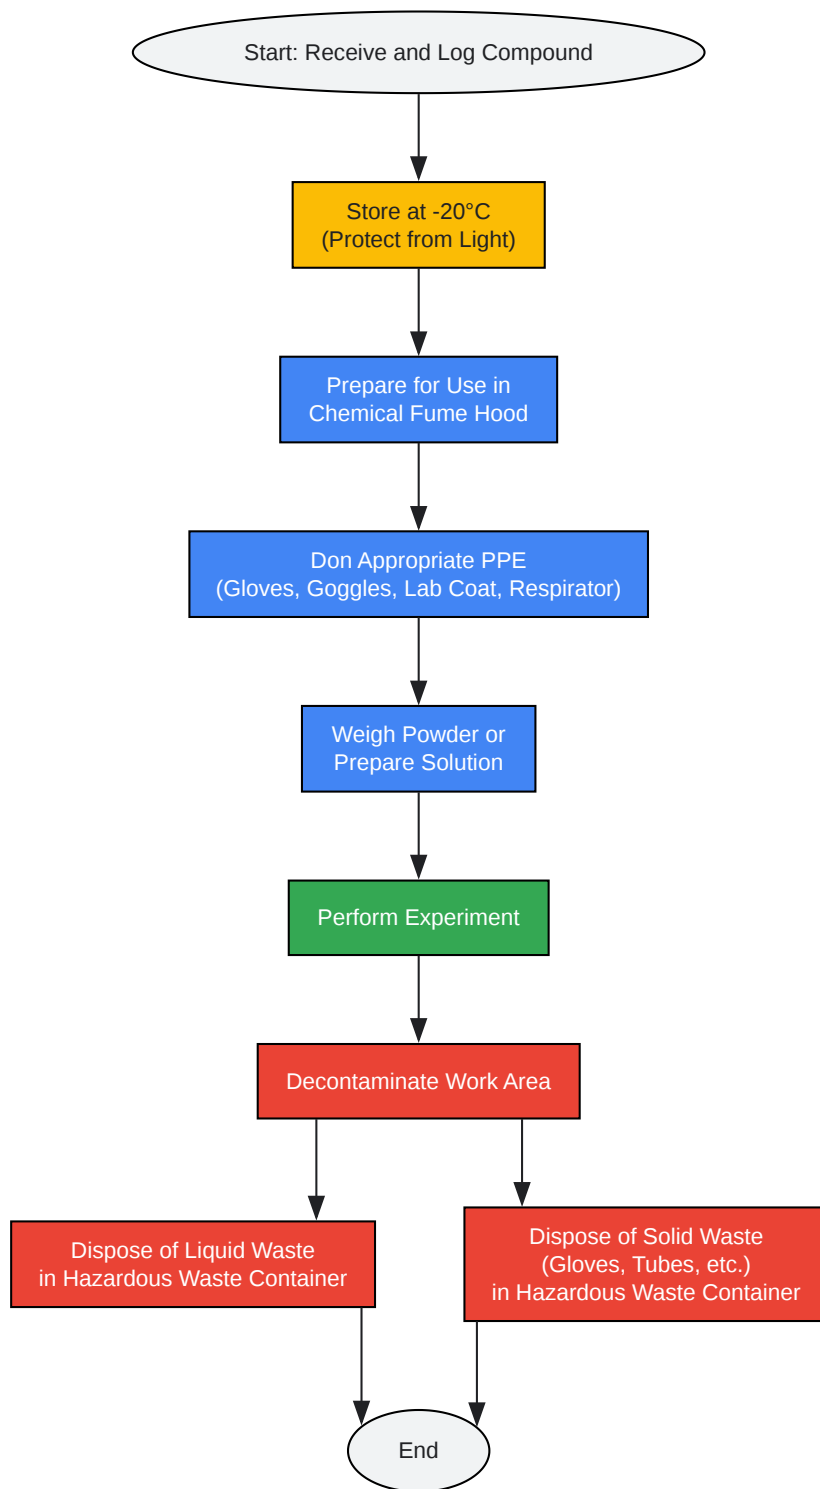 Start: Receive and Log Compound
Store at -20°C
(Protect from Light)
Prepare for Use in
Chemical Fume Hood
Don Appropriate PPE
(Gloves, Goggles, Lab Coat, Respirator)
Weigh Powder or
Prepare Solution
Perform Experiment
Decontaminate Work Area
Dispose of Liquid Waste
in Hazardous Waste Container
Dispose of Solid Waste
(Gloves, Tubes, etc.)
in Hazardous Waste Container
End